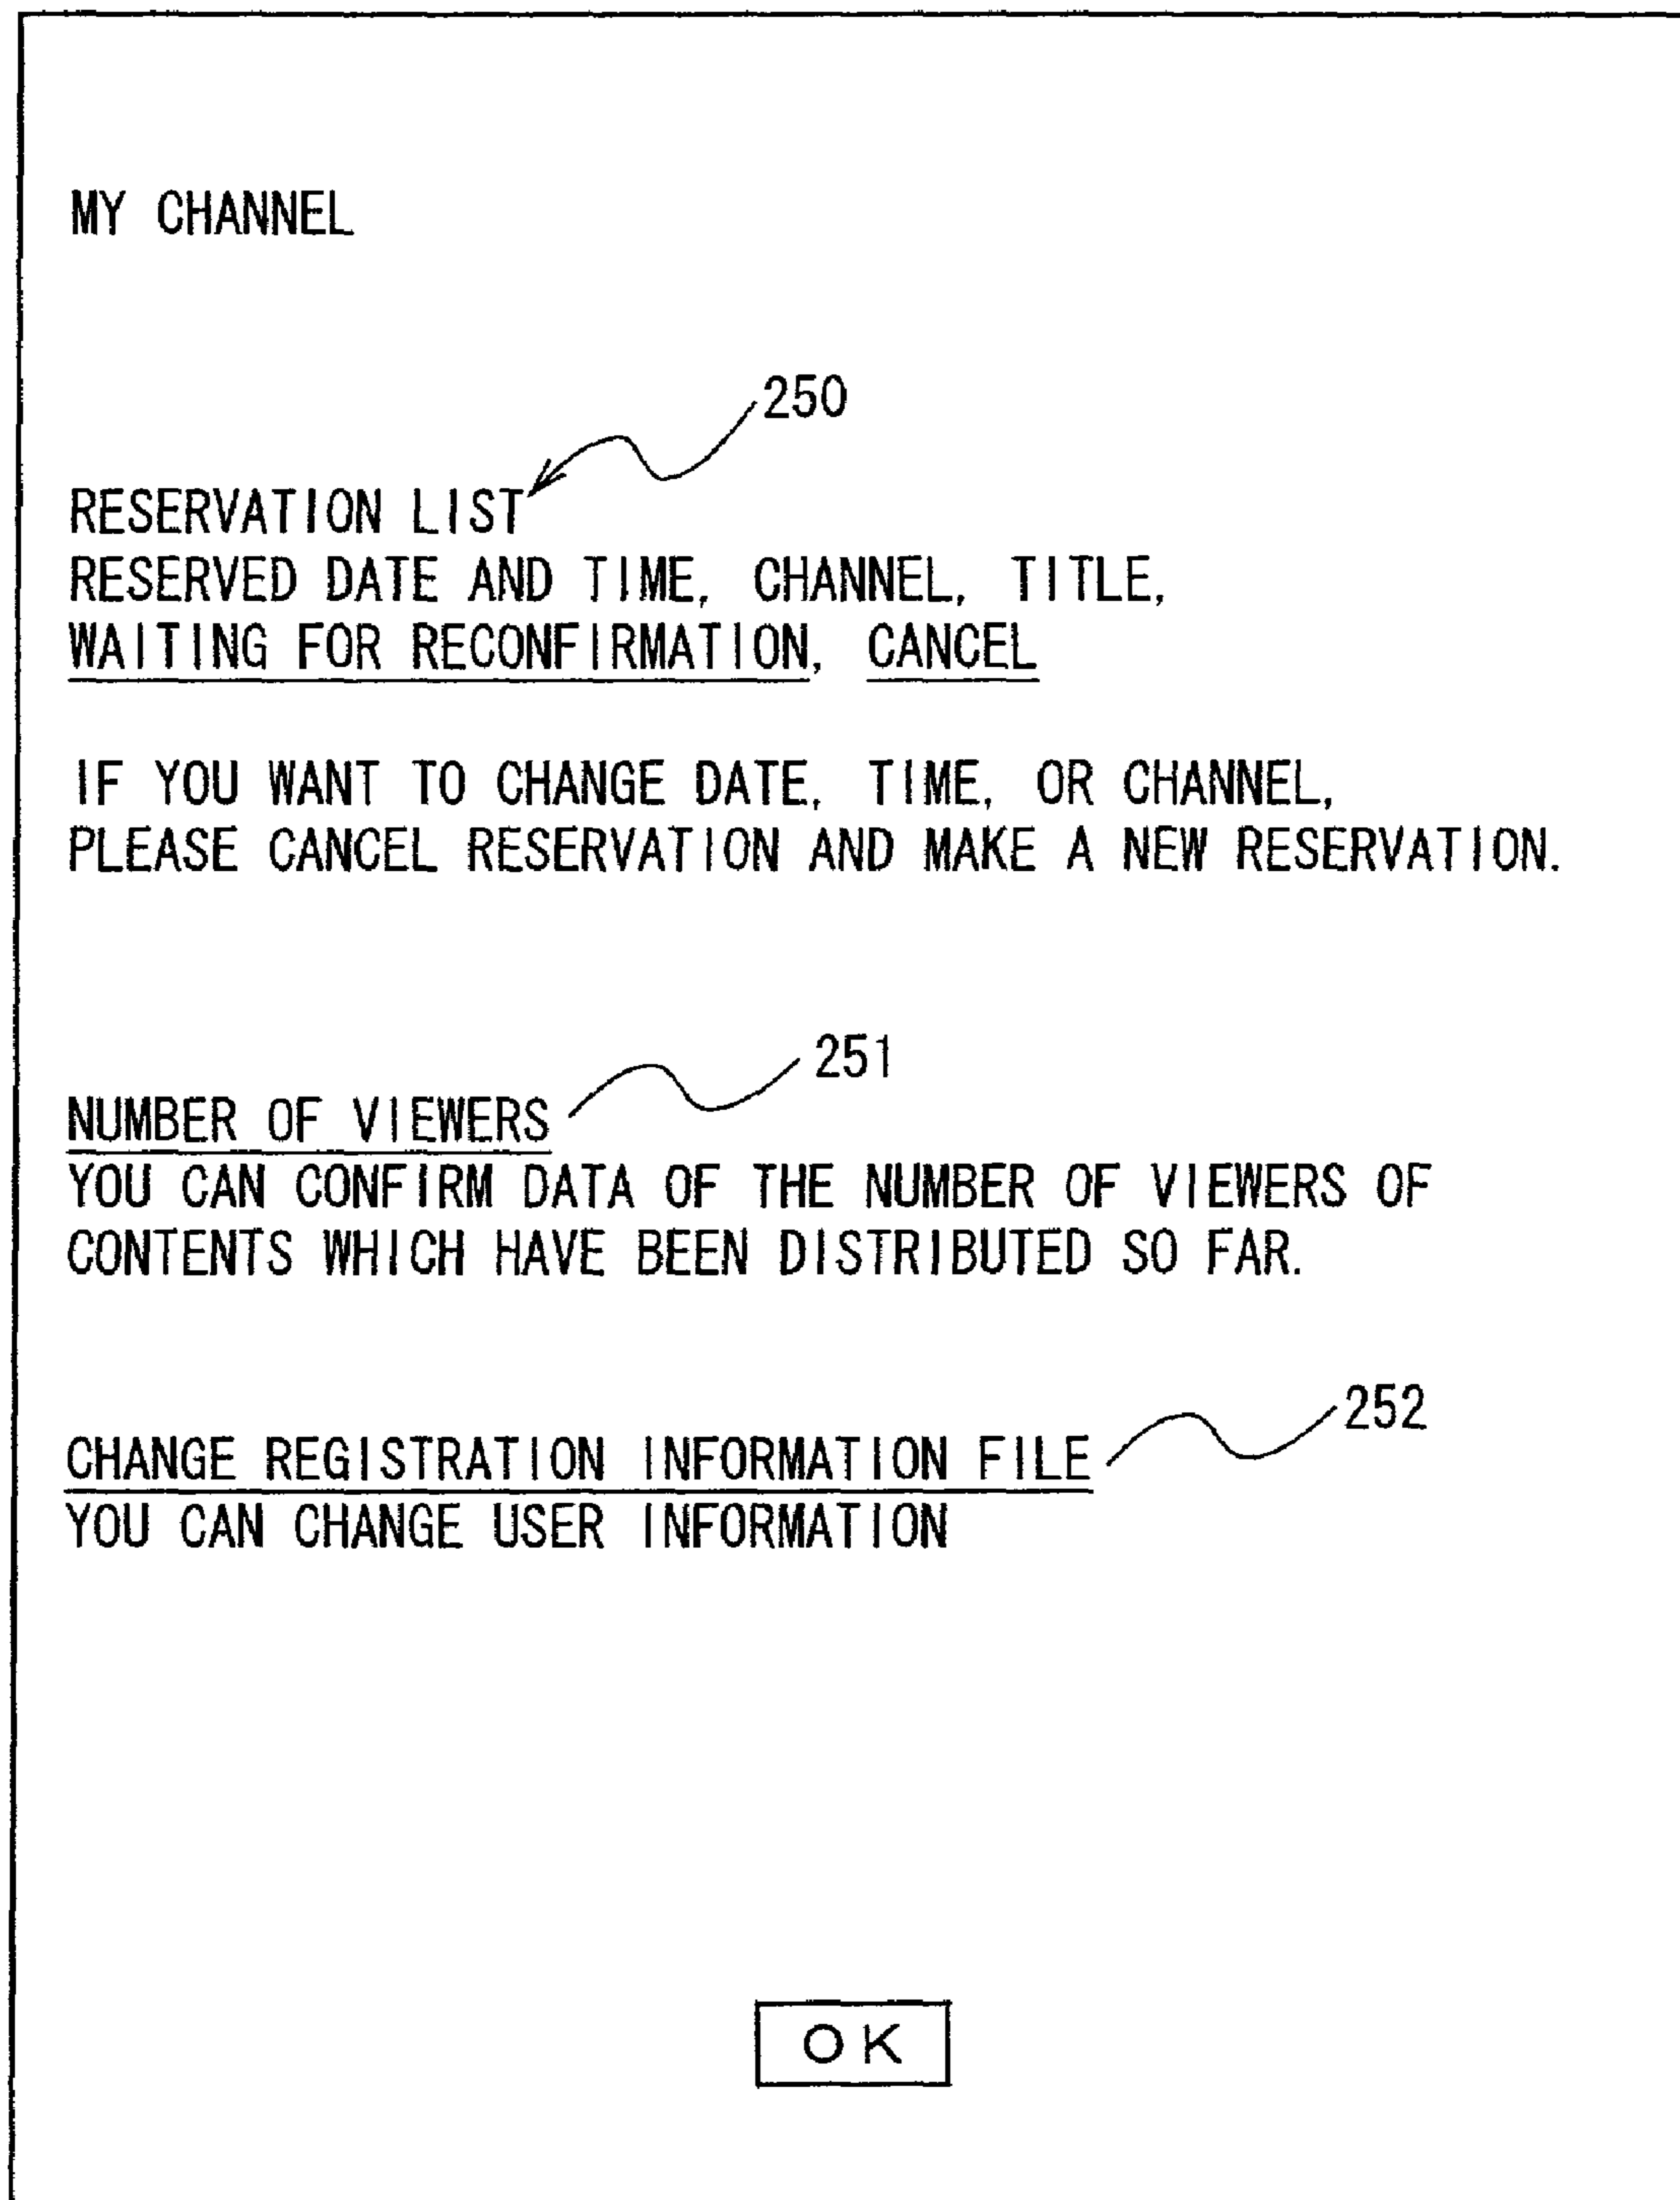 MY CHANNEL
250
RESERVATION LIST
RESERVED DATE AND TIME, CHANNEL, TITLE,
WAITING FOR RECONFIRMATION, CANCEL
IF YOU WANT TO CHANGE DATE, TIME, OR CHANNEL,
PLEASE CANCEL RESERVATION AND MAKE A NEW RESERVATION.
251
NUMBER OF VIEWERS
YOU CAN CONFIRM DATA OF THE NUMBER OF VIEWERS OF
CONTENTS WHICH HAVE BEEN DISTRIBUTED SO FAR.
252
CHANGE REGISTRATION INFORMATION FILE
YOU CAN CHANGE USER INFORMATION
OK